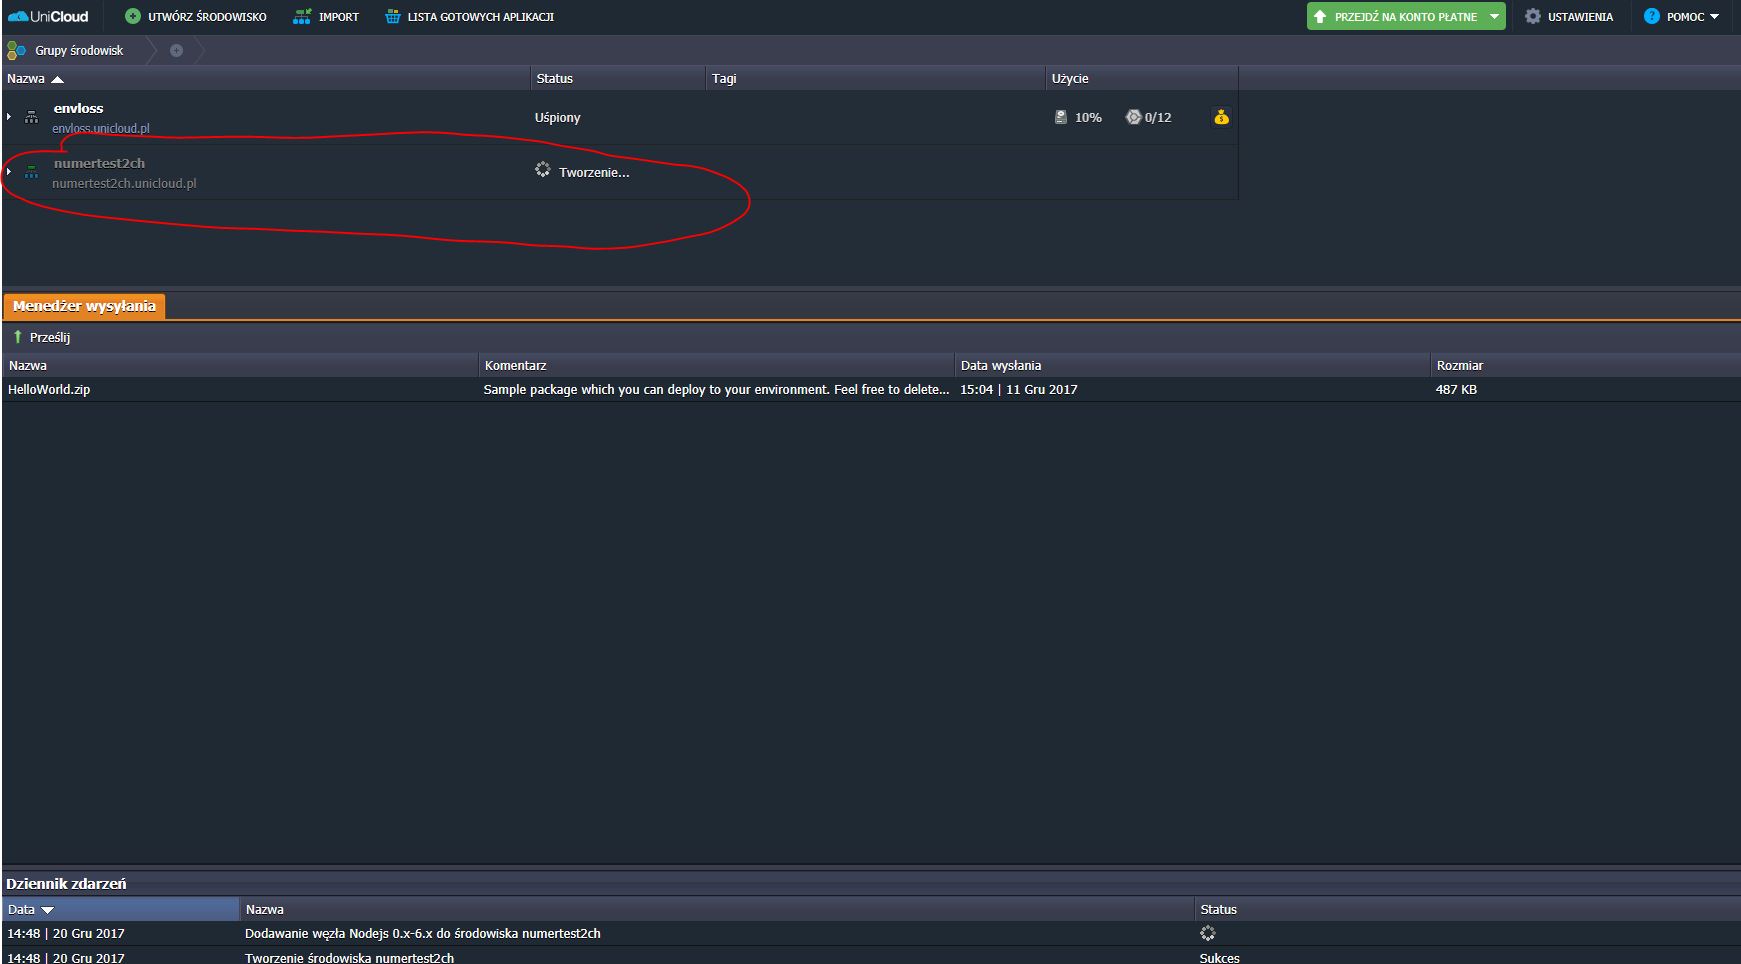 UniCloud UTWÓRZ ŚRODOWISKO IMPORT LISTA GOTOWYCH APLIKACJI PRZEJDŹ NA KONTO PŁATNE USTAWIENIA ? POMOC
Grupy środowisk
Nazwa Status Tagi Użycie
envloss
envloss.unicloud.pl
Uśpiony 10% 0/12
numertest2ch
numertest2ch.unicloud.pl
Tworzenie...
Menedżer wysyłania
Prześlij
Nazwa Komentarz Data wysłania Rozmiar
HelloWorld.zip Sample package which you can deploy to your environment. Feel free to delete... 15:04 | 11 Gru 2017 487 KB
Dziennik zdarzeń
Data Nazwa Status
14:48 | 20 Gru 2017 Dodawanie węzła Nodejs 0.x-6.x do środowiska numertest2ch
14:48 | 20 Gru 2017 Tworzenie środowiska numertest2ch Sukces